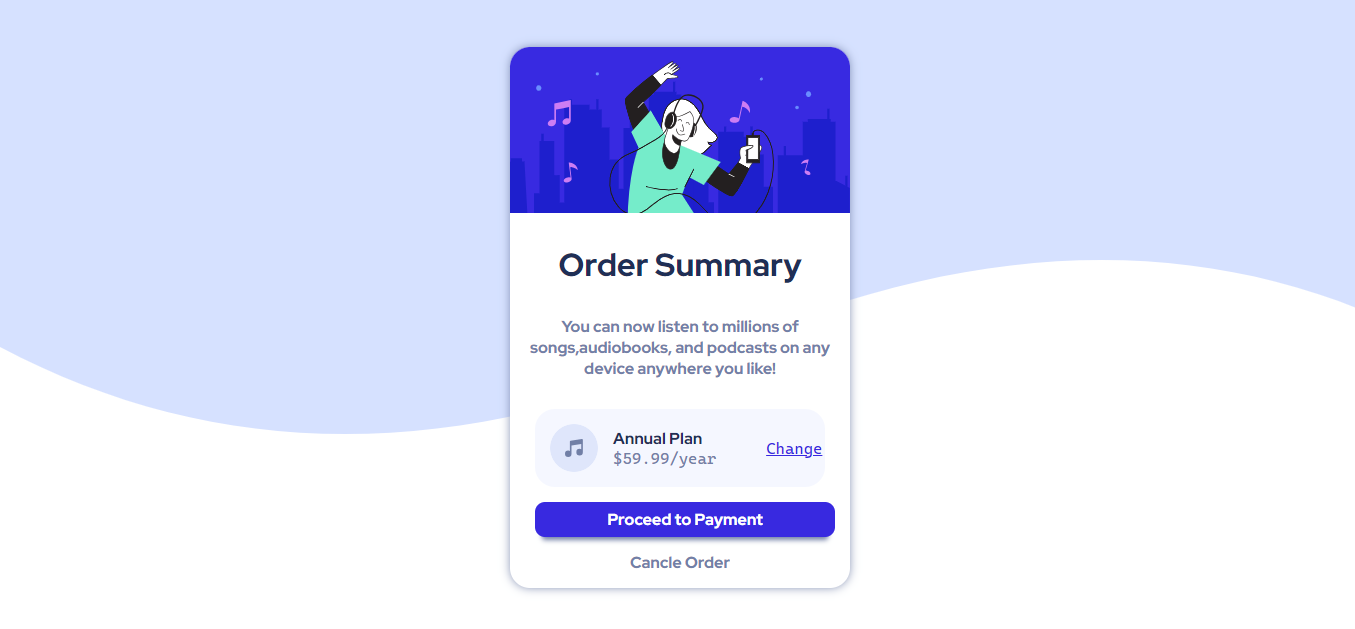 Order Summary
You can now listen to millions of
songs,audiobooks, and podcasts on any
device anywhere you like!
Annual Plan
$59.99/year
Change
Proceed to Payment
Cancle Order